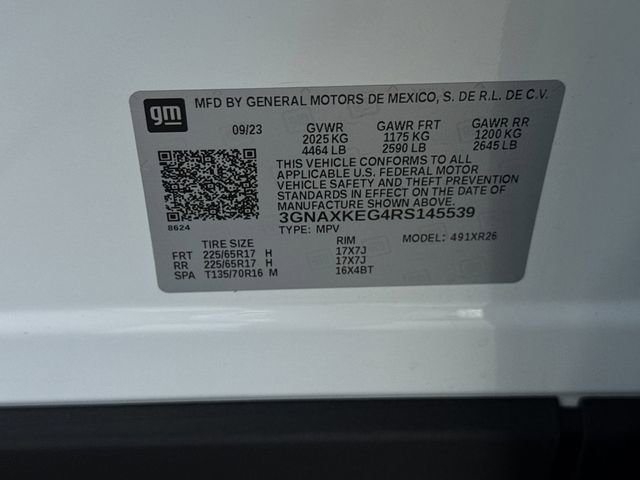 gm MFD BY GENERAL MOTORS DE MEXICO, S. DE R.L. DE C.V.
09/23 GVWR GAWR FRT GAWR RR
2025 KG 1175 KG 1200 KG
4464 LB 2590 LB 2645 LB
THIS VEHICLE CONFORMS TO ALL
APPLICABLE U.S. FEDERAL MOTOR
VEHICLE SAFETY AND THEFT PREVENTION
STANDARDS IN EFFECT ON THE DATE OF
MANUFACTURE SHOWN ABOVE.
3GNAXKEG4RS145539
8624
TYPE: MPV MODEL: 491XR26
TIRE SIZE RIM
FRT 225/65R17 H 17X7J
RR 225/65R17 H 17X7J
SPA T135/70R16 M 16X4BT